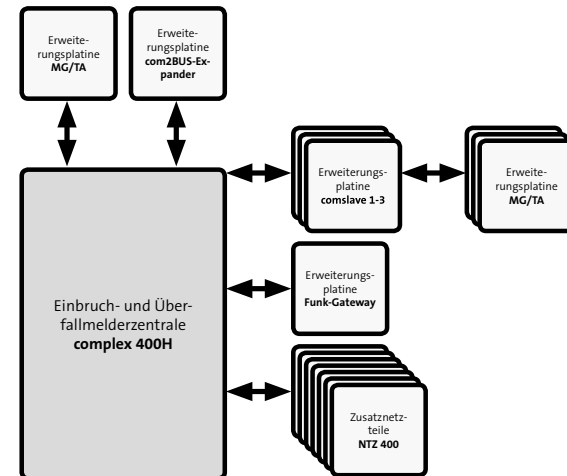 Erweite-
rungsplatine
MG/TA
Erweite-
rungsplatine
com2BUS-Ex-
pander
Erweiterungs-
platine
comslave 1-3
Erweite-
rungsplatine
MG/TA
Erweiterungs-
platine
Funk-Gateway
Einbruch- und Über-
fallmelderzentrale
complex 400H
Zusatznetz-
teile
NTZ 400